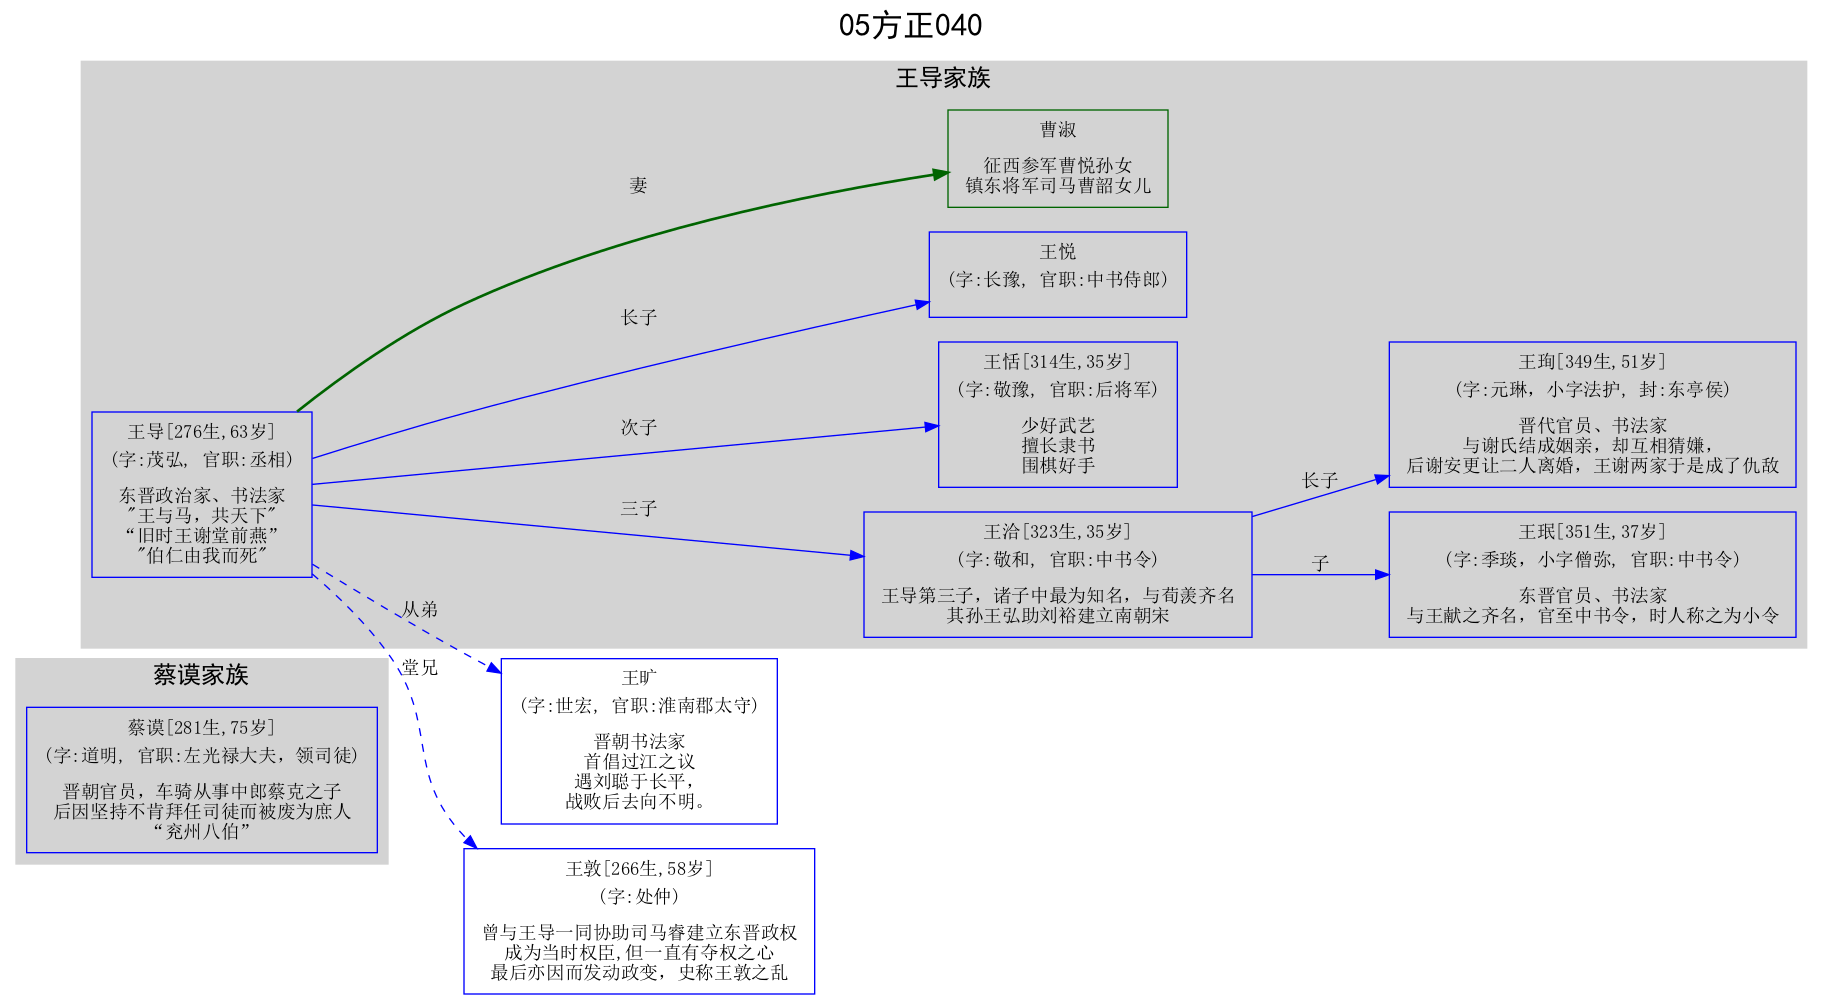 05方正040
王导家族
曹淑
征西参军曹悦孙女
镇东将军司马曹韶女儿
妻
王悦
(字:长豫, 官职:中书侍郎)
长子
王恬[314生,35岁]
(字:敬豫, 官职:后将军)
少好武艺
擅长隶书
围棋好手
次子
王珣[349生,51岁]
(字:元琳，小字法护, 封:东亭侯)
晋代官员、书法家
与谢氏结成姻亲，却互相猜嫌，
后谢安更让二人离婚，王谢两家于是成了仇敌
长子
王导[276生,63岁]
(字:茂弘, 官职:丞相)
东晋政治家、书法家
"王与马，共天下"
“旧时王谢堂前燕”
"伯仁由我而死"
三子
王洽[323生,35岁]
(字:敬和, 官职:中书令)
王导第三子，诸子中最为知名，与荀羡齐名
其孙王弘助刘裕建立南朝宋
子
王珉[351生,37岁]
(字:季琰，小字僧弥, 官职:中书令)
东晋官员、书法家
与王献之齐名，官至中书令，时人称之为小令
从弟
堂兄
蔡谟家族
蔡谟[281生,75岁]
(字:道明, 官职:左光禄大夫，领司徒)
晋朝官员，车骑从事中郎蔡克之子
后因坚持不肯拜任司徒而被废为庶人
“兖州八伯”
王旷
(字:世宏, 官职:淮南郡太守)
晋朝书法家
首倡过江之议
遇刘聪于长平，
战败后去向不明。
王敦[266生,58岁]
(字:处仲)
曾与王导一同协助司马睿建立东晋政权
成为当时权臣,但一直有夺权之心
最后亦因而发动政变，史称王敦之乱